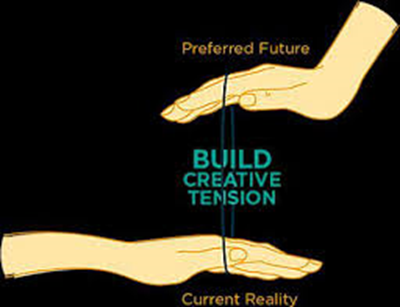 Preferred Future
BUILD
CREATIVE
TENSION
Current Reality